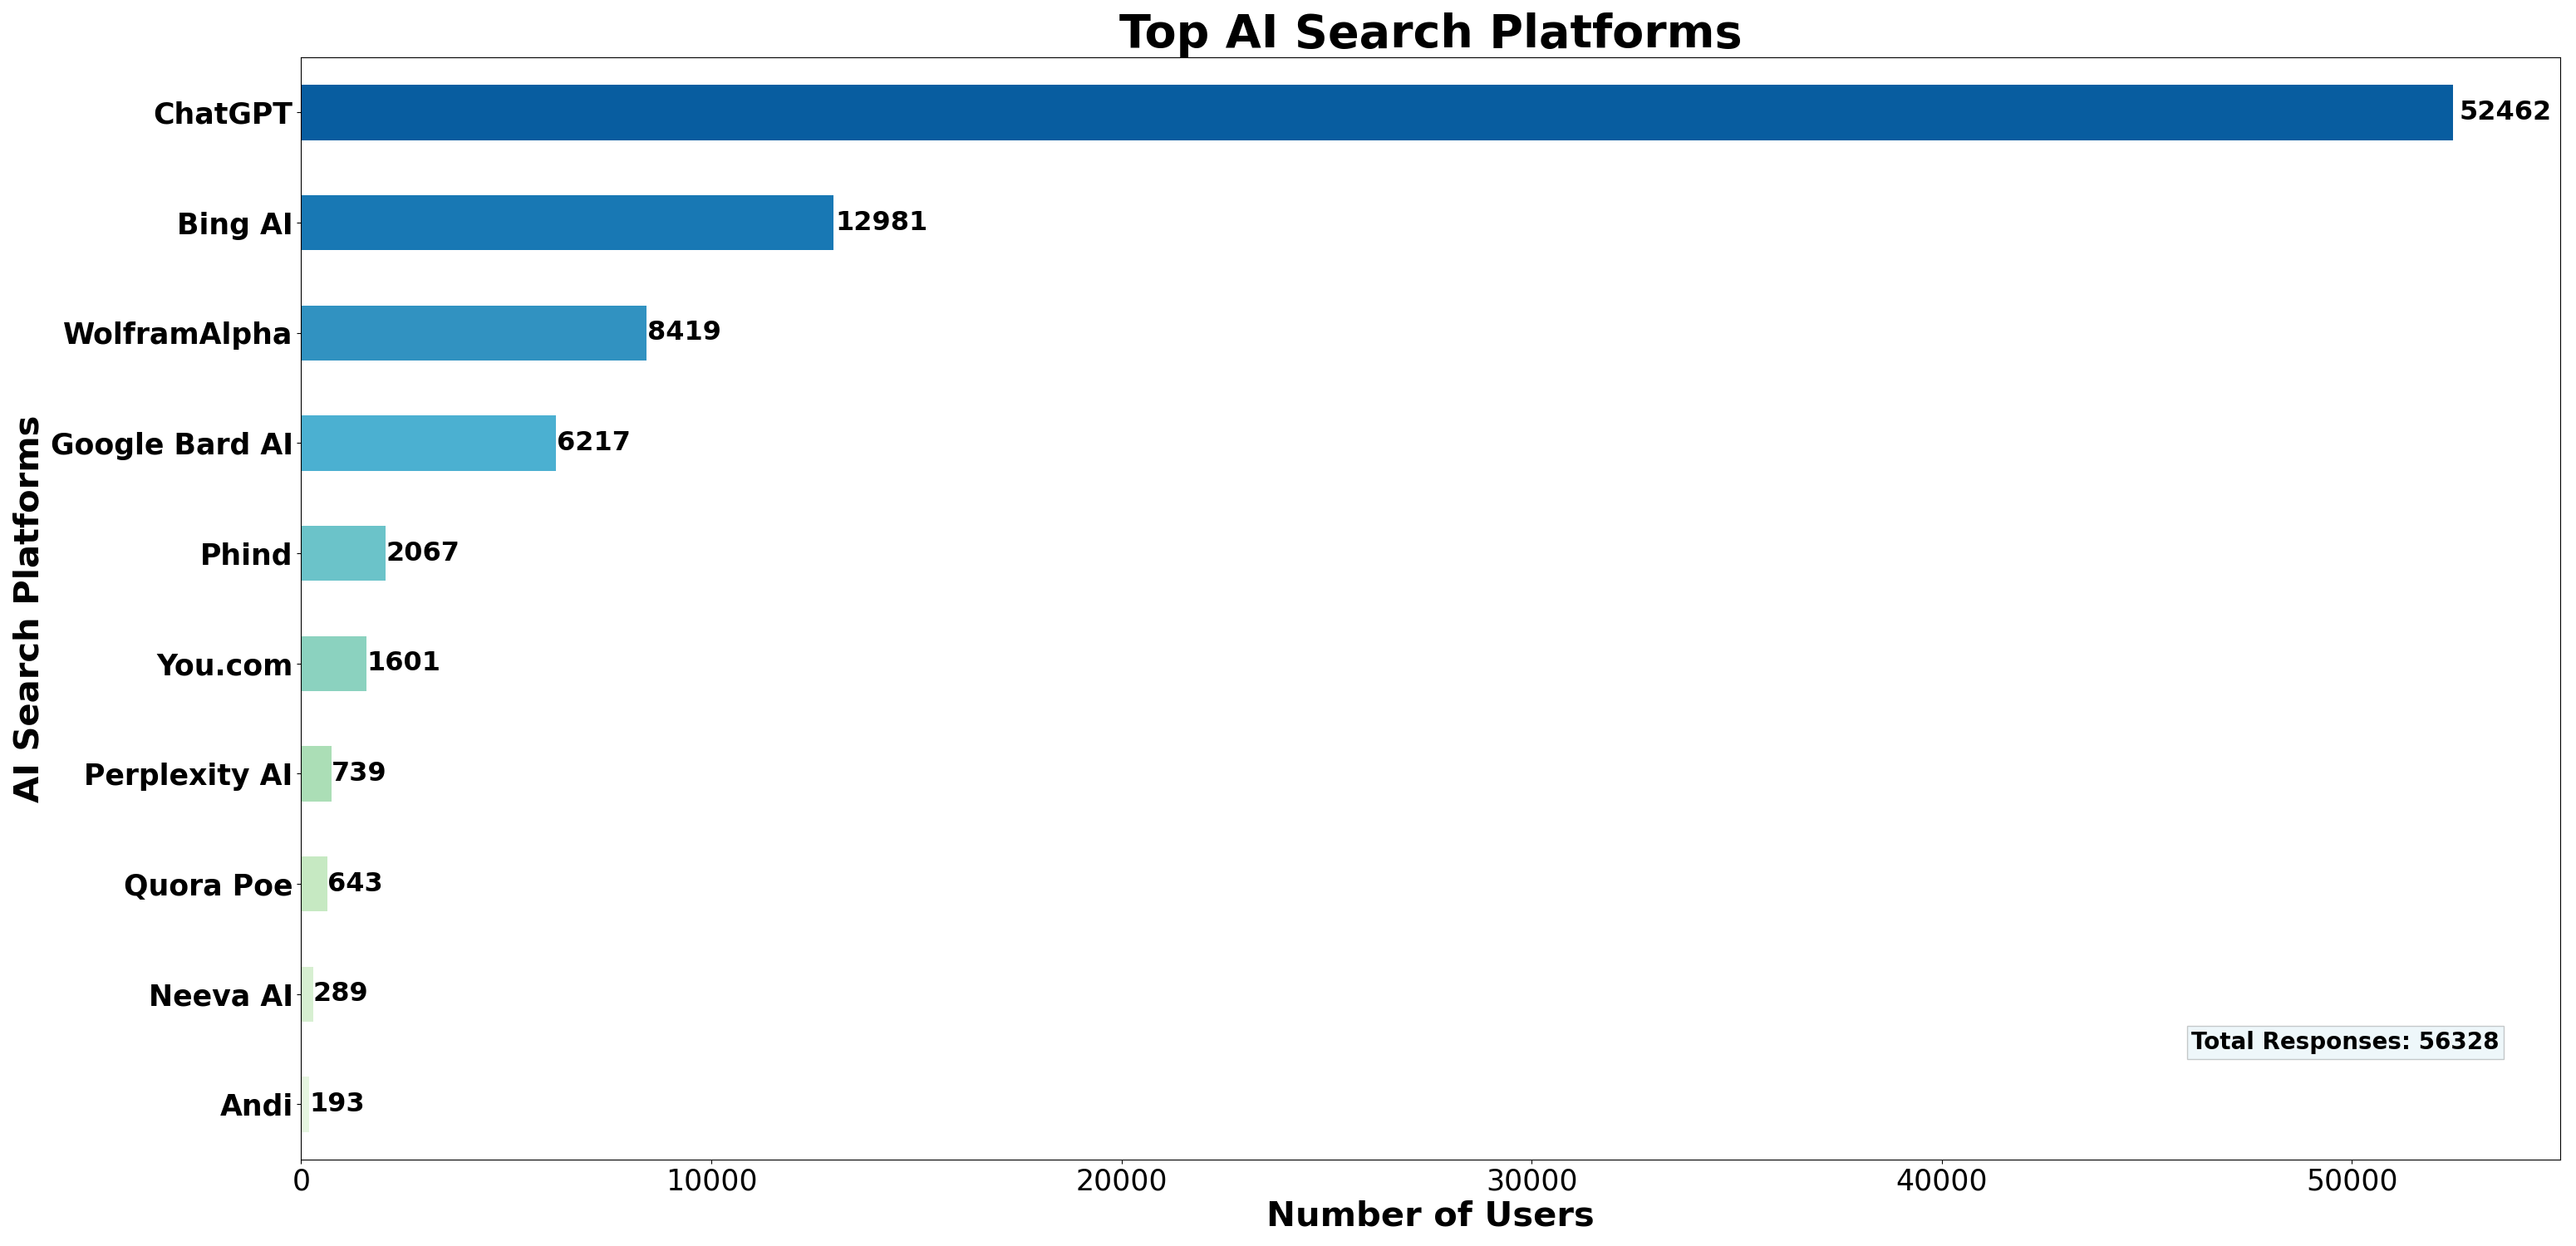 Top AI Search Platforms
ChatGPT 52462
Bing AI 12981
WolframAlpha 8419
Google Bard AI 6217
Phind 2067
You.com 1601
Perplexity AI 739
Quora Poe 643
Neeva AI 289
Total Responses: 56328
Andi 193
0 10000 20000 30000 40000 50000
Number of Users
AI Search Platforms